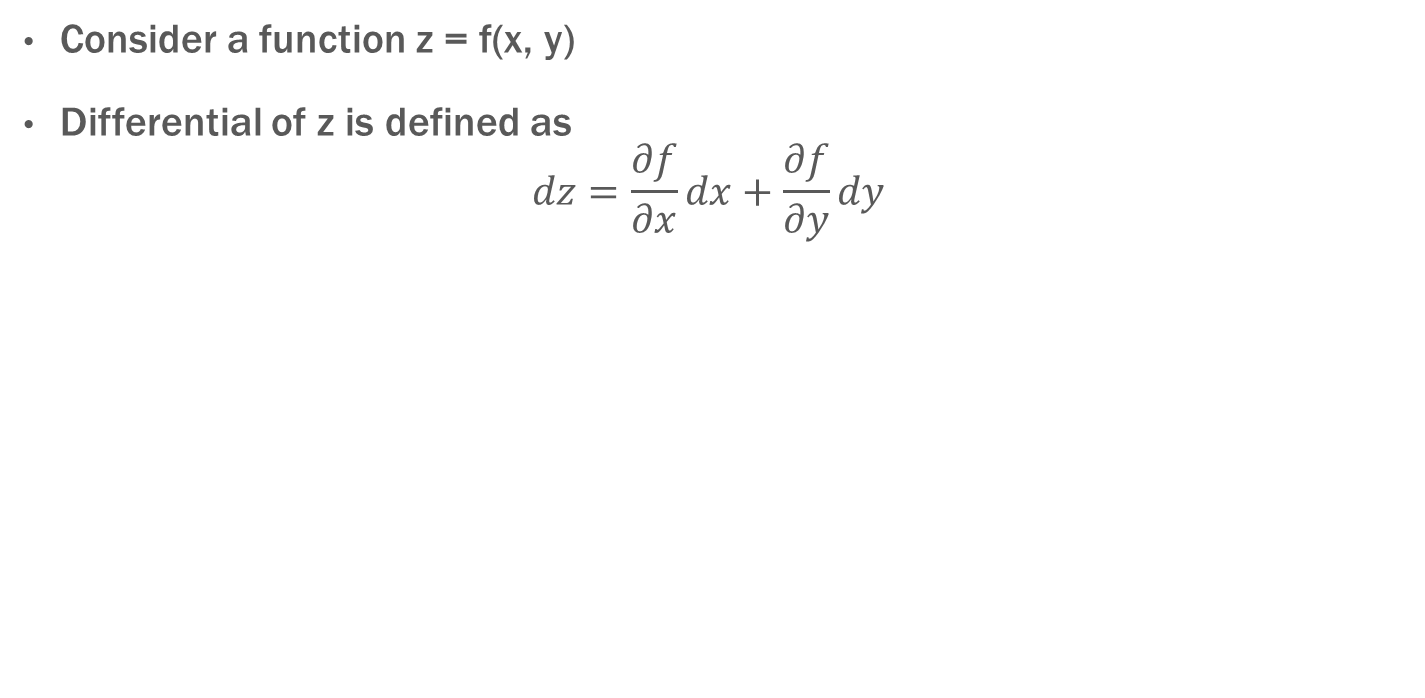 • Consider a function z = f(x, y)
• Differential of z is defined as
dz = ∂f/∂x dx + ∂f/∂y dy